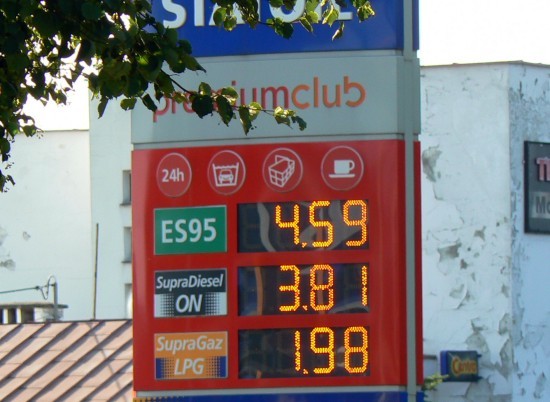 premiumclub
24h
ES95 4.59
SupraDiesel
ON 3.81
SupraGaz
LPG 1.98